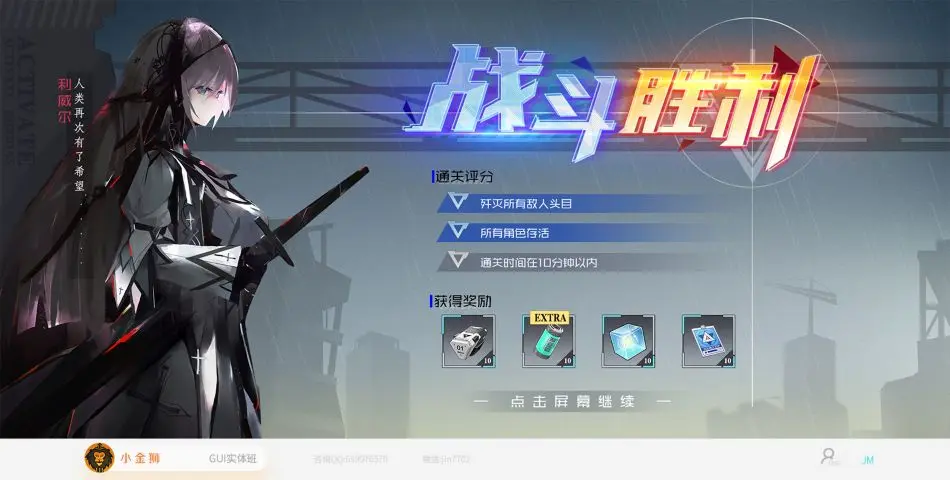 ACTIVATE
利威尔
人类再次有了希望......
战斗胜利
通关评分
歼灭所有敌人头目
所有角色存活
通关时间在10分钟以内
获得奖励
EXTRA
01
10
10
10
10
— 点击屏幕继续 —
小金狮
GUI实体班
JM